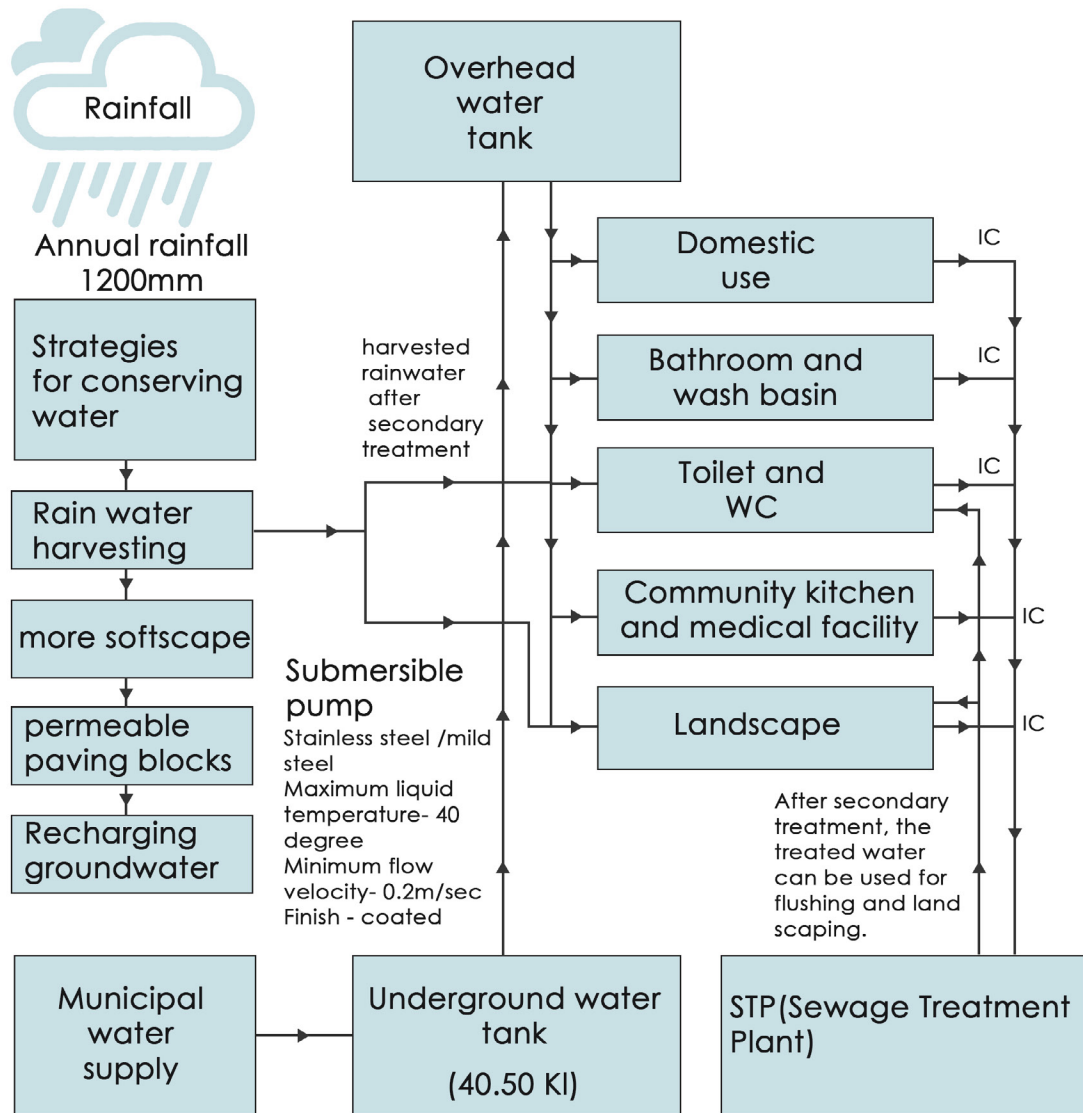 Rainfall
Annual rainfall
1200mm
Strategies
for conserving
water
Rain water
harvesting
more softscape
permeable
paving blocks
Recharging
groundwater
Municipal
water
supply
Overhead
water
tank
harvested
rainwater
after
secondary
treatment
Submersible
pump
Stainless steel /mild
steel
Maximum liquid
temperature- 40
degree
Minimum flow
velocity- 0.2m/sec
Finish - coated
Underground water
tank
(40.50 Kl)
Domestic
use
IC
Bathroom and
wash basin
IC
Toilet and
WC
IC
Community kitchen
and medical facility
IC
Landscape
IC
After secondary
treatment, the
treated water
can be used for
flushing and land
scaping.
STP(Sewage Treatment
Plant)